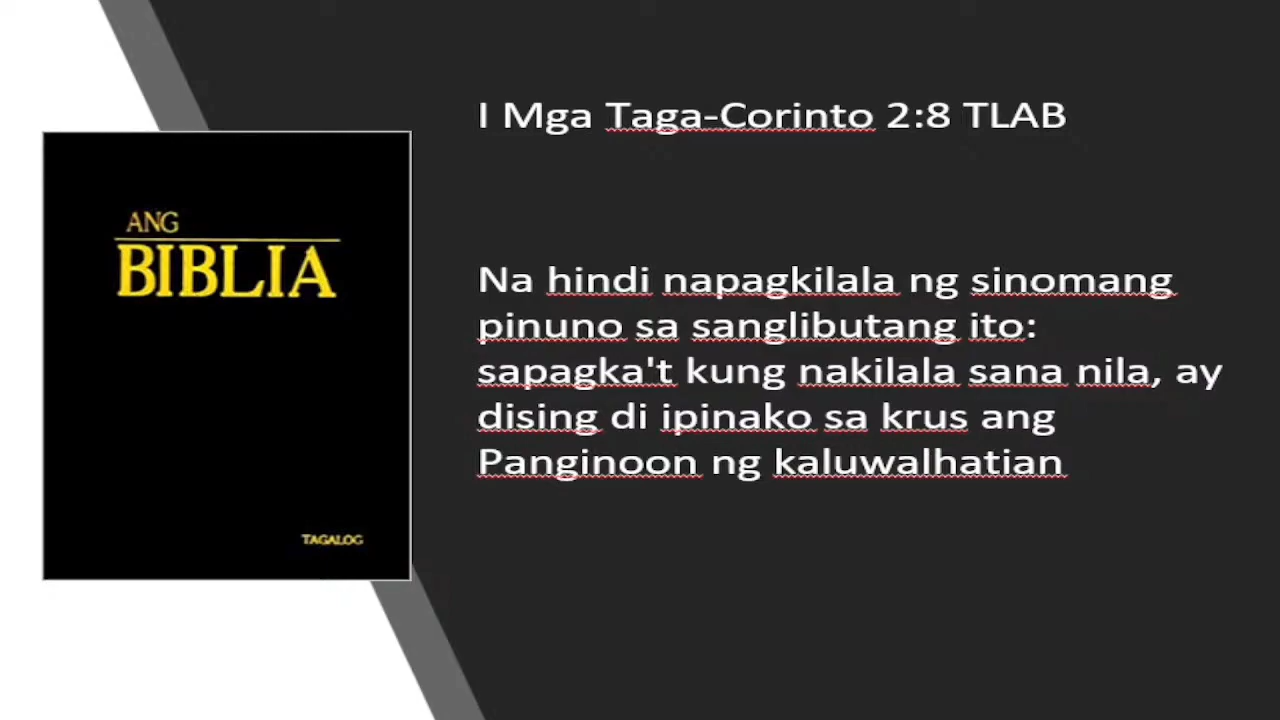 ANG
BIBLIA
TAGALOG
I Mga Taga-Corinto 2:8 TLAB
Na hindi napagkilala ng sinomang
pinuno sa sanglibutang ito:
sapagka't kung nakilala sana nila, ay
dising di ipinako sa krus ang
Panginoon ng kaluwalhatian